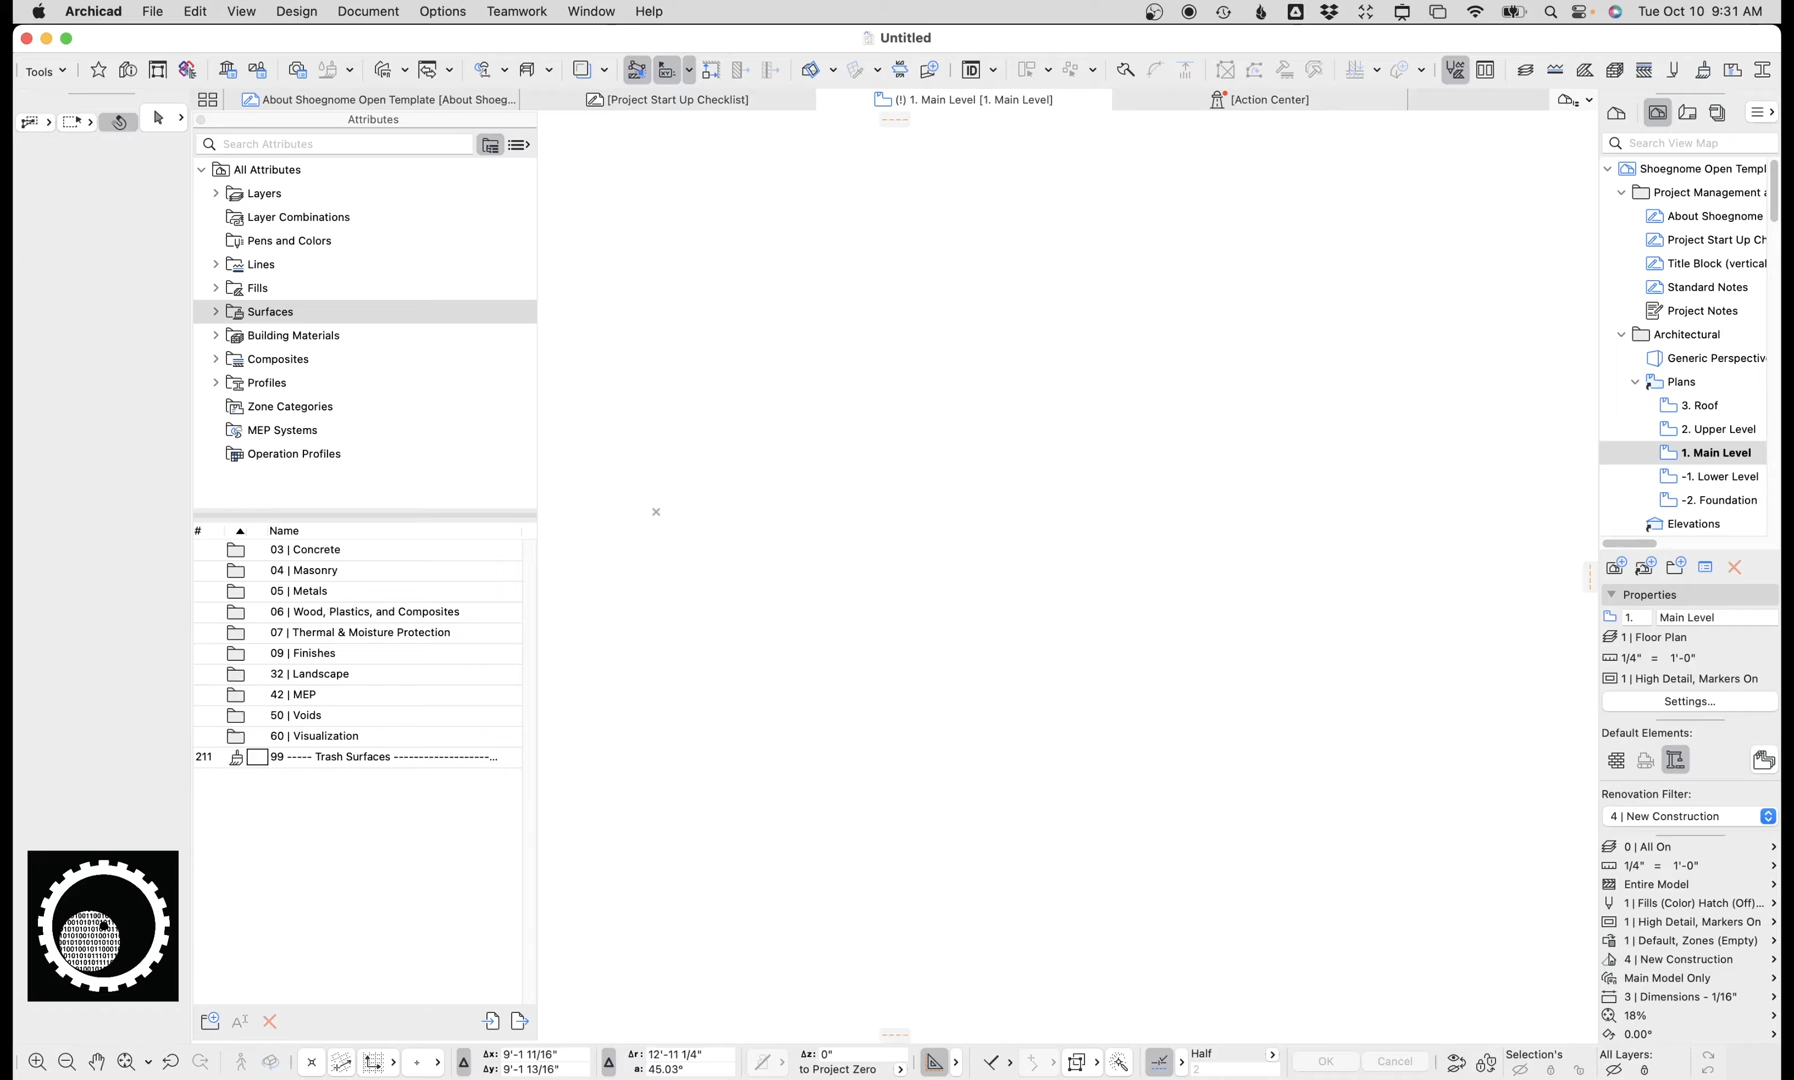 Archicad File Edit View Design Document Options Teamwork Window Help Tue Oct 10 9:31 AM
Untitled
Tools
About Shoegnome Open Template [About Shoeg... [Project Start Up Checklist] (!) 1. Main Level [1. Main Level] [Action Center]
Attributes
Search Attributes
All Attributes
Layers
Layer Combinations
Pens and Colors
Lines
Fills
Surfaces
Building Materials
Composites
Profiles
Zone Categories
MEP Systems
Operation Profiles
# Name
03 | Concrete
04 | Masonry
05 | Metals
06 | Wood, Plastics, and Composites
07 | Thermal & Moisture Protection
09 | Finishes
32 | Landscape
42 | MEP
50 | Voids
60 | Visualization
211 99 ----- Trash Surfaces -------------------...
Search View Map
Shoegnome Open Templ
Project Management a
About Shoegnome
Project Start Up Ch
Title Block (vertical
Standard Notes
Project Notes
Architectural
Generic Perspectiv
Plans
3. Roof
2. Upper Level
1. Main Level
-1. Lower Level
-2. Foundation
Elevations
Properties
1. Main Level
1 | Floor Plan
1/4" = 1'-0"
1 | High Detail, Markers On
Settings...
Default Elements:
Renovation Filter:
4 | New Construction
0 | All On
1/4" = 1'-0"
Entire Model
1 | Fills (Color) Hatch (Off)...
1 | High Detail, Markers On
1 | Default, Zones (Empty)
4 | New Construction
Main Model Only
3 | Dimensions - 1/16"
18%
0.00°
Δx: 9'-1 11/16" Δr: 12'-11 1/4" Δz: 0" Half Selection's All Layers:
Δy: 9'-1 13/16" a: 45.03° to Project Zero 2 OK Cancel